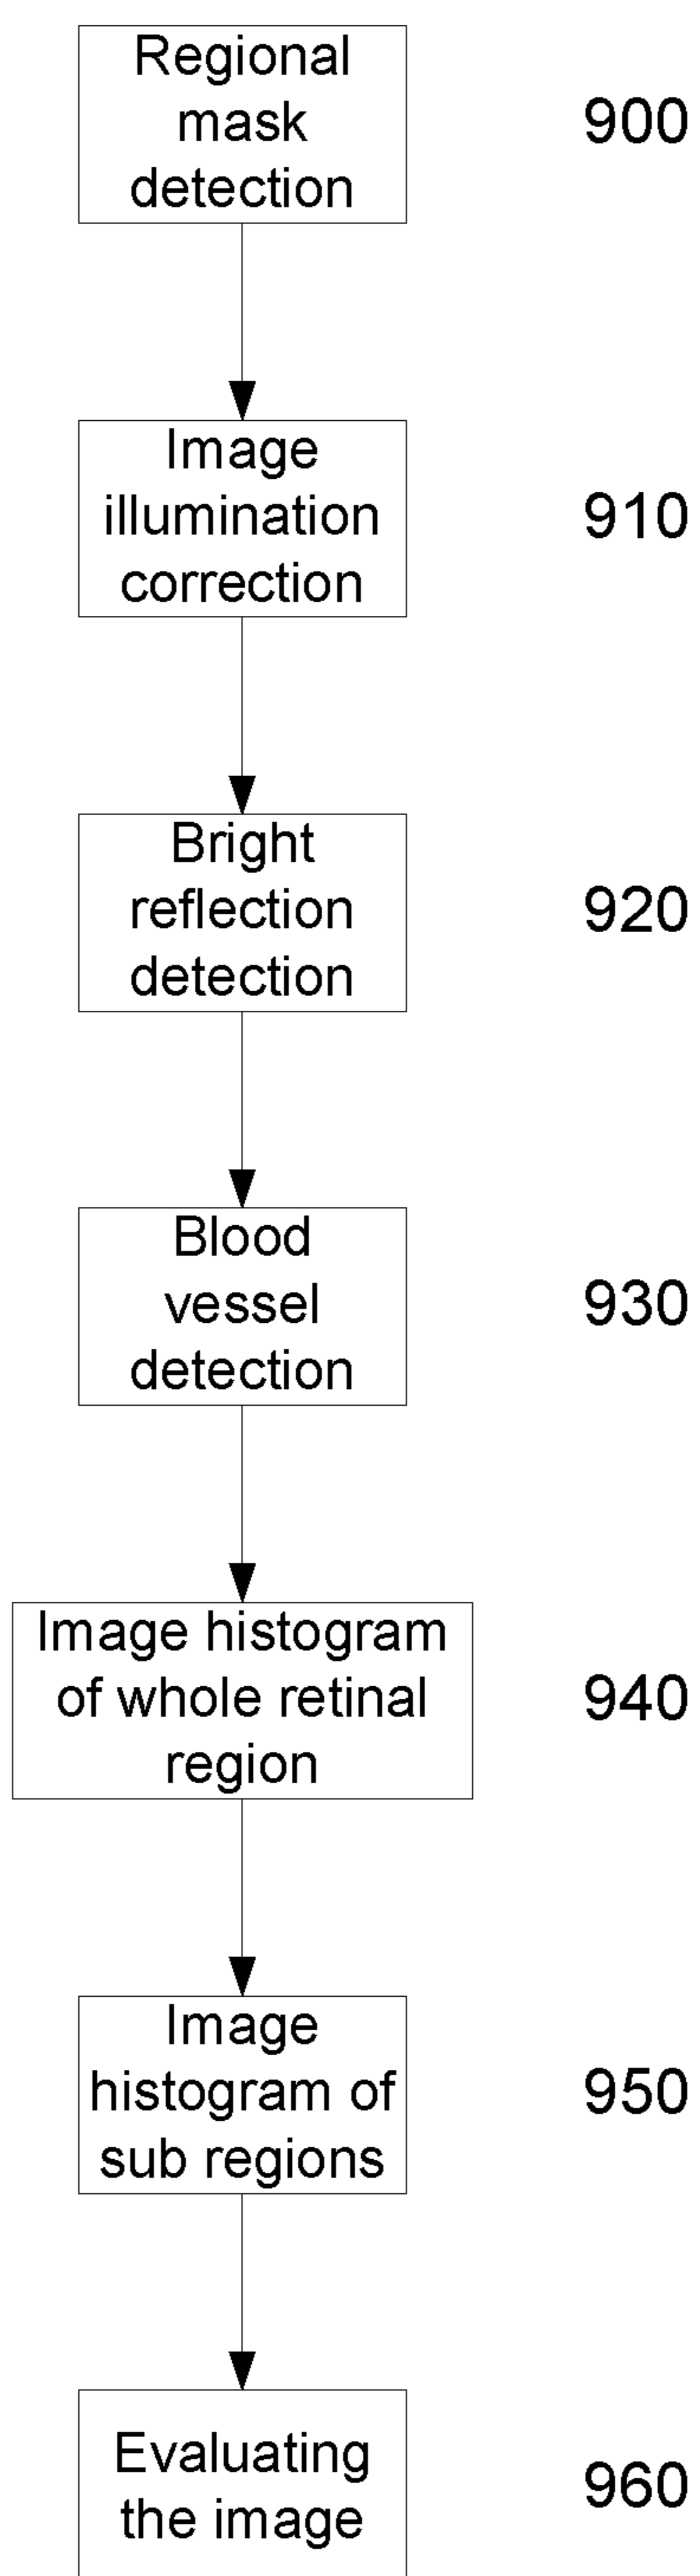 Regional
mask
detection
900
Image
illumination
correction
910
Bright
reflection
detection
920
Blood
vessel
detection
930
Image histogram
of whole retinal
region
940
Image
histogram of
sub regions
950
Evaluating
the image
960